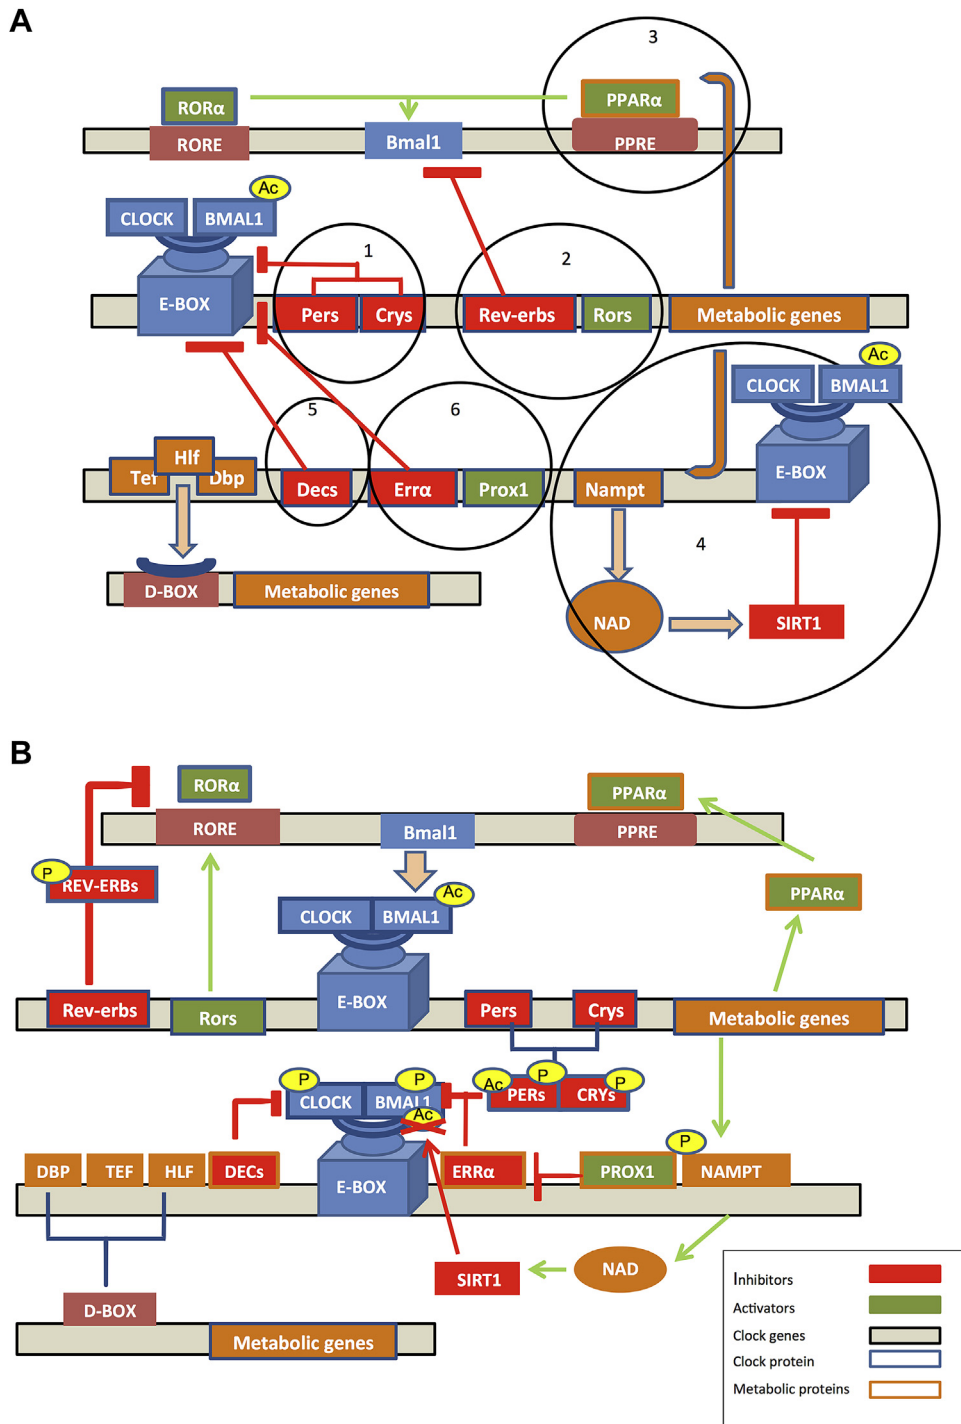 A
3
RORα
PPARα
RORE
Bmal1
PPRE
Ac
CLOCK
BMAL1
1
2
E-BOX
Pers
Crys
Rev-erbs
Rors
Metabolic genes
Ac
CLOCK
BMAL1
5
6
Hlf
Tef
Dbp
Decs
Errα
Prox1
Nampt
E-BOX
4
D-BOX
Metabolic genes
NAD
SIRT1
B
RORα
PPARα
RORE
Bmal1
PPRE
P
REV-ERBs
Ac
PPARα
CLOCK
BMAL1
E-BOX
Rev-erbs
Rors
Pers
Crys
Metabolic genes
P
P
Ac
P
P
CLOCK
BMAL1
PERs
CRYs
Ac
P
DBP
TEF
HLF
DECs
E-BOX
ERRα
PROX1
NAMPT
SIRT1
NAD
D-BOX
Metabolic genes
Inhibitors
Activators
Clock genes
Clock protein
Metabolic proteins